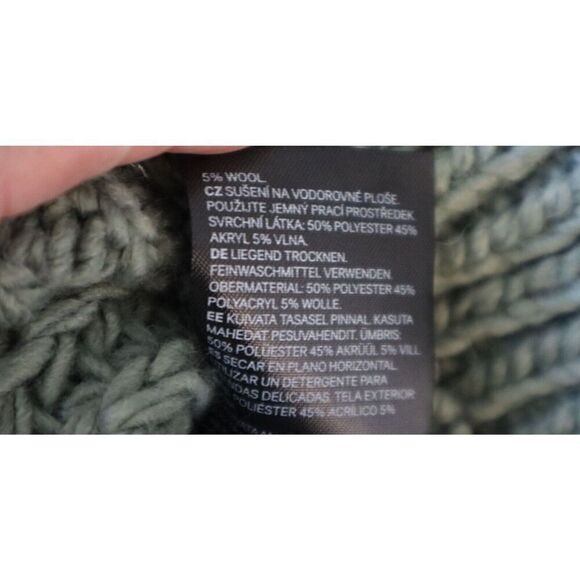 5% WOOL.
CZ SUŠENÍ NA VODOROVNÉ PLOŠE.
POUŽIJTE JEMNÝ PRACÍ PROSTŘEDEK
SVRCHNÍ LÁTKA: 50% POLYESTER 45%
AKRYL 5% VLNA.
DE LIEGEND TROCKNEN.
FEINWASCHMITTEL VERWENDEN.
OBERMATERIAL: 50% POLYESTER 45%
POLYACRYL 5% WOLLE.
EE KUIVATA TASASEL PINNAL. KASUTA
MAHEDAT PESUVAHENDIT. ÜMBRIS:
50% POLÜESTER 45% AKRÜÜL 5% VILL
ES SECAR EN PLANO HORIZONTAL.
UTILIZAR UN DETERGENTE PARA
DELICADAS. TELA EXTERIOR
POLIÉSTER 45% ACRÍLICO 5%